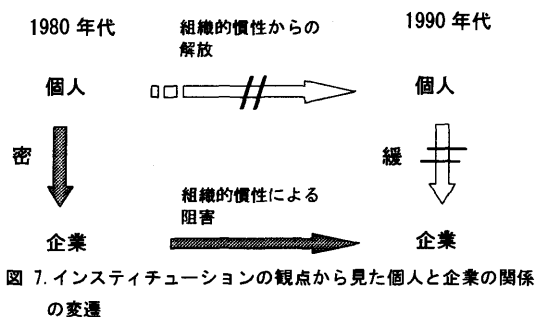 1980 年代
組織的慣性からの
解放
1990 年代
個人
個人
密
緩
組織的慣性による
阻害
企業
企業
図 7. インスティチューションの観点から見た個人と企業の関係
の変遷